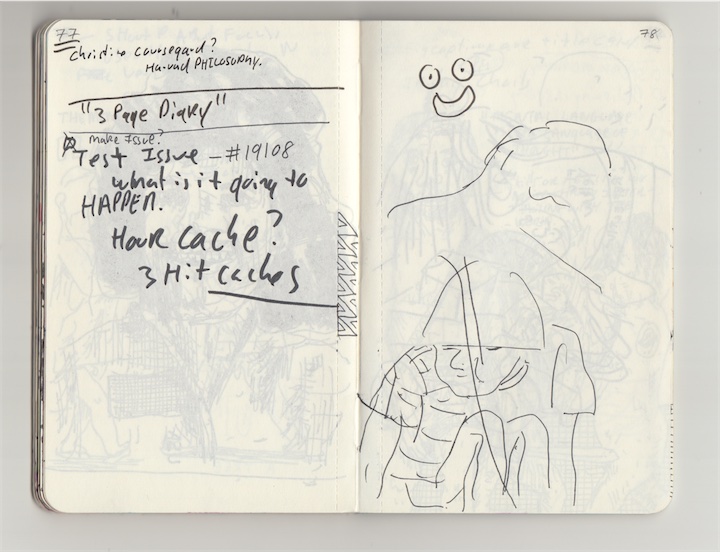 77
Christine Coursegard?
Harvard PHILOSOPHY.
"3 Page Diary"
Make Issue?
Test Issue – #19108
what is it going to
HAPPEN.
Hour cache?
3 Hit caches
78